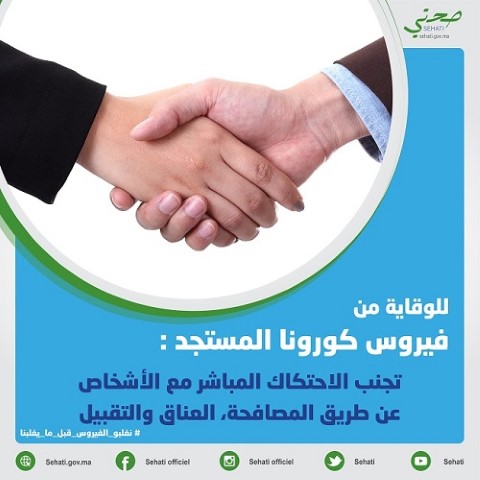 صحتي
SEHATI
sehati.gov.ma
للوقاية من
فيروس كورونا المستجد :
تجنب الاحتكاك المباشر مع الأشخاص
عن طريق المصافحة، العناق والتقبيل
# نغلبو_الفيروس_قبل_ما_يغلبنا
Sehati.gov.ma
Sehati officiel
Sehati officiel
Sehati
Sehati